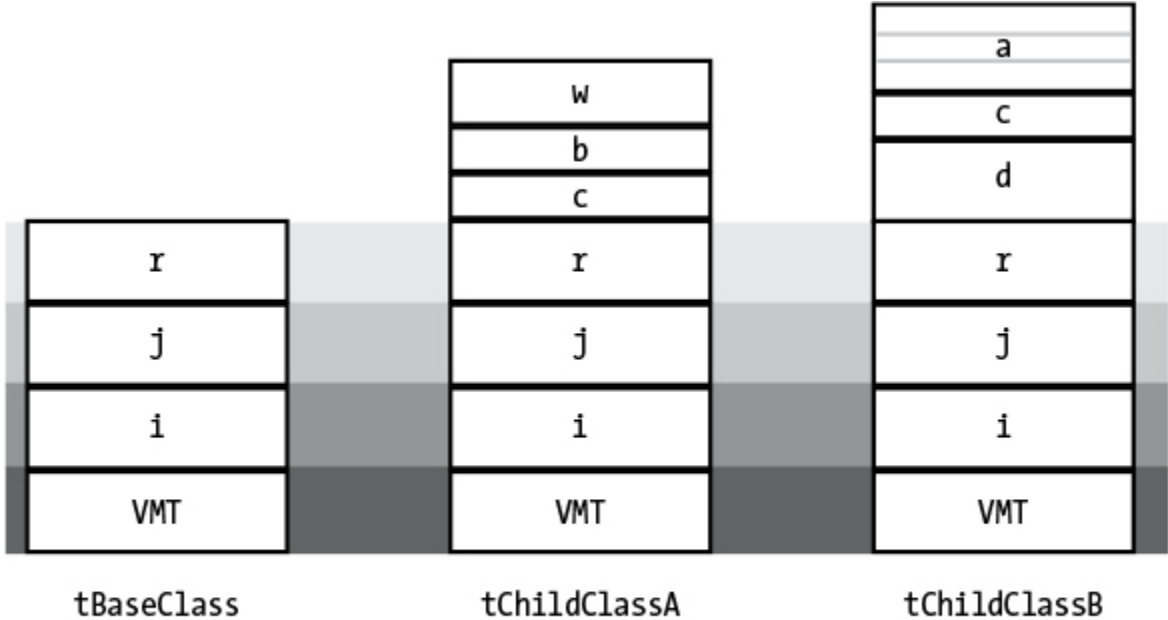 a
w
c
b
d
c
r
r
r
j
j
j
i
i
i
VMT
VMT
VMT
tBaseClass
tChildClassA
tChildClassB